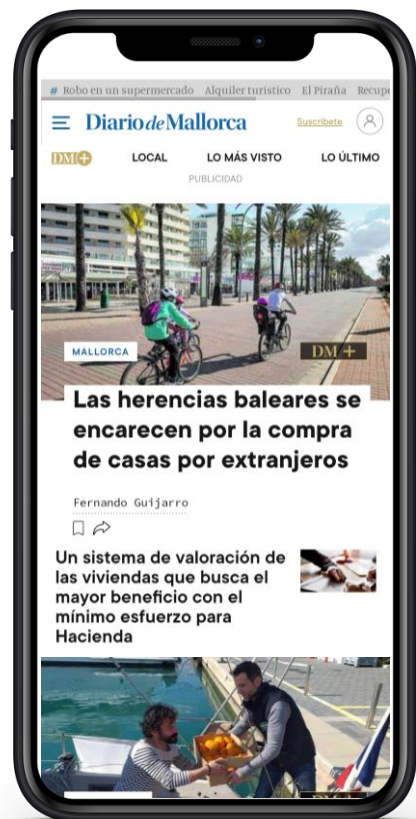 # Robo en un supermercado Alquiler turístico El Piraña
Diario de Mallorca Suscríbete
DM+ LOCAL LO MÁS VISTO LO ÚLTIMO
PUBLICIDAD
MALLORCA
DM+
Las herencias baleares se
encarecen por la compra
de casas por extranjeros
Fernando Guijarro
Un sistema de valoración de
las viviendas que busca el
mayor beneficio con el
mínimo esfuerzo para
Hacienda